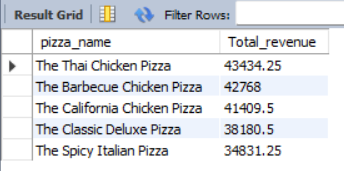 Result Grid Filter Rows:
pizza_name Total_revenue
The Thai Chicken Pizza 43434.25
The Barbecue Chicken Pizza 42768
The California Chicken Pizza 41409.5
The Classic Deluxe Pizza 38180.5
The Spicy Italian Pizza 34831.25